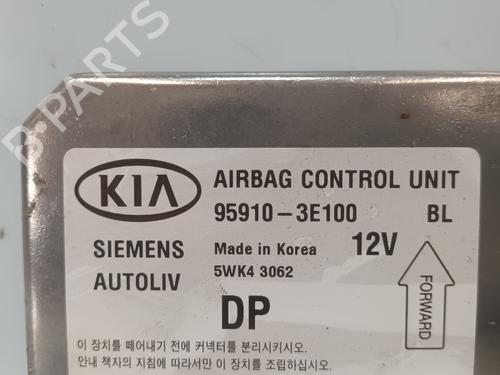 KIA
AIRBAG CONTROL UNIT
95910-3E100 BL
SIEMENS
AUTOLIV
Made in Korea 12V
5WK4 3062
DP
FORWARD
이 장치를 떼어내기 전에 커넥터를 분리시키시오.
안내 책자의 지침에 따라서만 이 장치를 조립하십시오.
B-PARTS